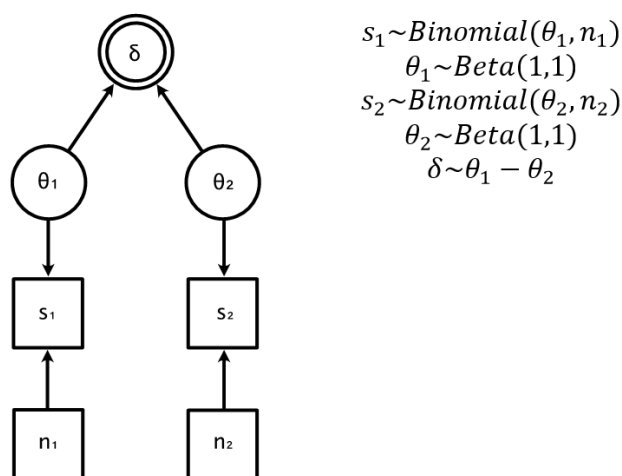 δ
θ₁ θ₂
s₁ s₂
n₁ n₂
s₁~Binomial(θ₁, n₁)
θ₁~Beta(1,1)
s₂~Binomial(θ₂, n₂)
θ₂~Beta(1,1)
δ~θ₁ − θ₂